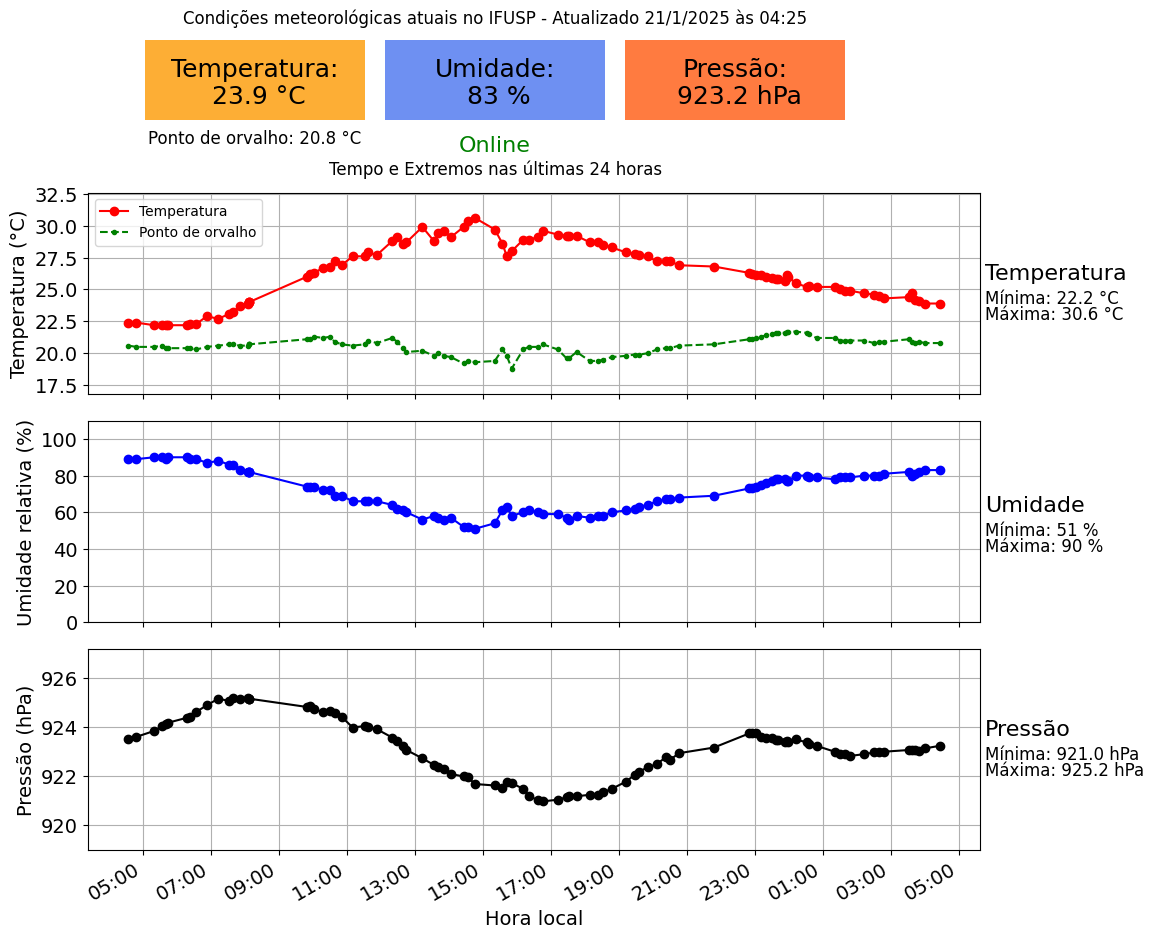 Condições meteorológicas atuais no IFUSP - Atualizado 21/1/2025 às 04:25
Temperatura:
23.9 °C
Umidade:
83 %
Pressão:
923.2 hPa
Ponto de orvalho: 20.8 °C
Online
Tempo e Extremos nas últimas 24 horas
Temperatura (°C)
32.5
30.0
27.5
25.0
22.5
20.0
17.5
Temperatura
Ponto de orvalho
Temperatura
Mínima: 22.2 °C
Máxima: 30.6 °C
Umidade relativa (%)
100
80
60
40
20
0
Umidade
Mínima: 51 %
Máxima: 90 %
Pressão (hPa)
926
924
922
920
Pressão
Mínima: 921.0 hPa
Máxima: 925.2 hPa
05:00 07:00 09:00 11:00 13:00 15:00 17:00 19:00 21:00 23:00 01:00 03:00 05:00
Hora local